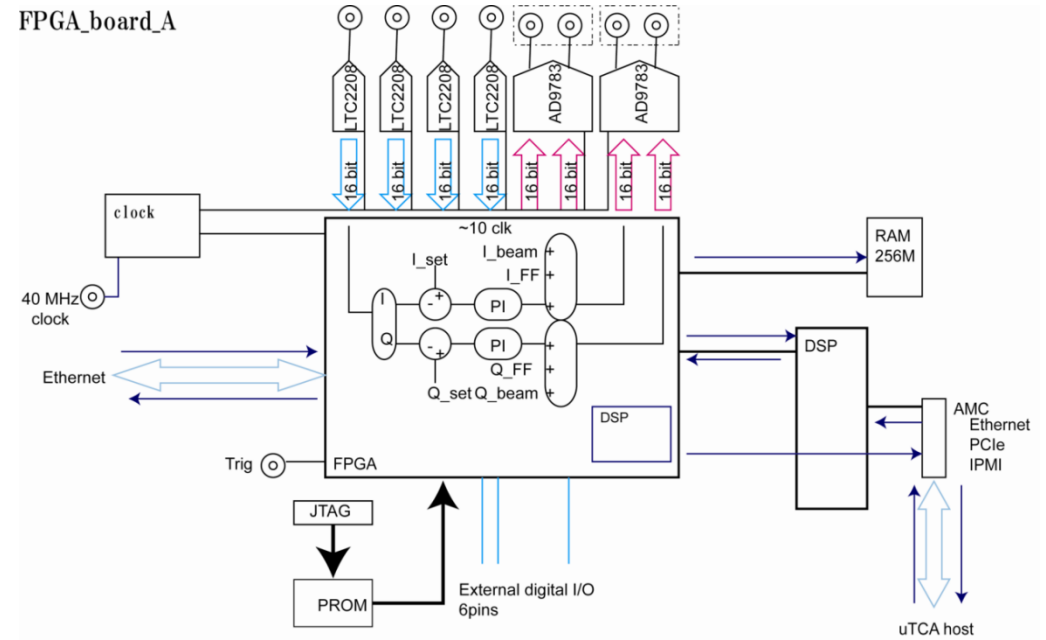 FPGA_board_A
LTC2208
LTC2208
LTC2208
LTC2208
AD9783
AD9783
16 bit
16 bit
16 bit
16 bit
16 bit
16 bit
16 bit
16 bit
clock
~10 clk
RAM
256M
I_beam
+
I_set
I_FF
+
40 MHz
clock
I
-
+
PI
+
Q
-
+
PI
+
DSP
Ethernet
Q_FF
+
Q_set
Q_beam
+
DSP
AMC
Ethernet
PCIe
IPMI
Trig
FPGA
JTAG
PROM
External digital I/O
6pins
uTCA host